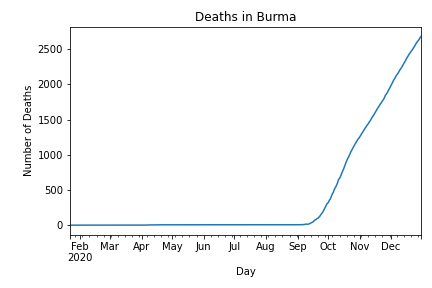 Deaths in Burma
Number of Deaths
2500
2000
1500
1000
500
0
Feb Mar Apr May Jun Jul Aug Sep Oct Nov Dec
2020
Day